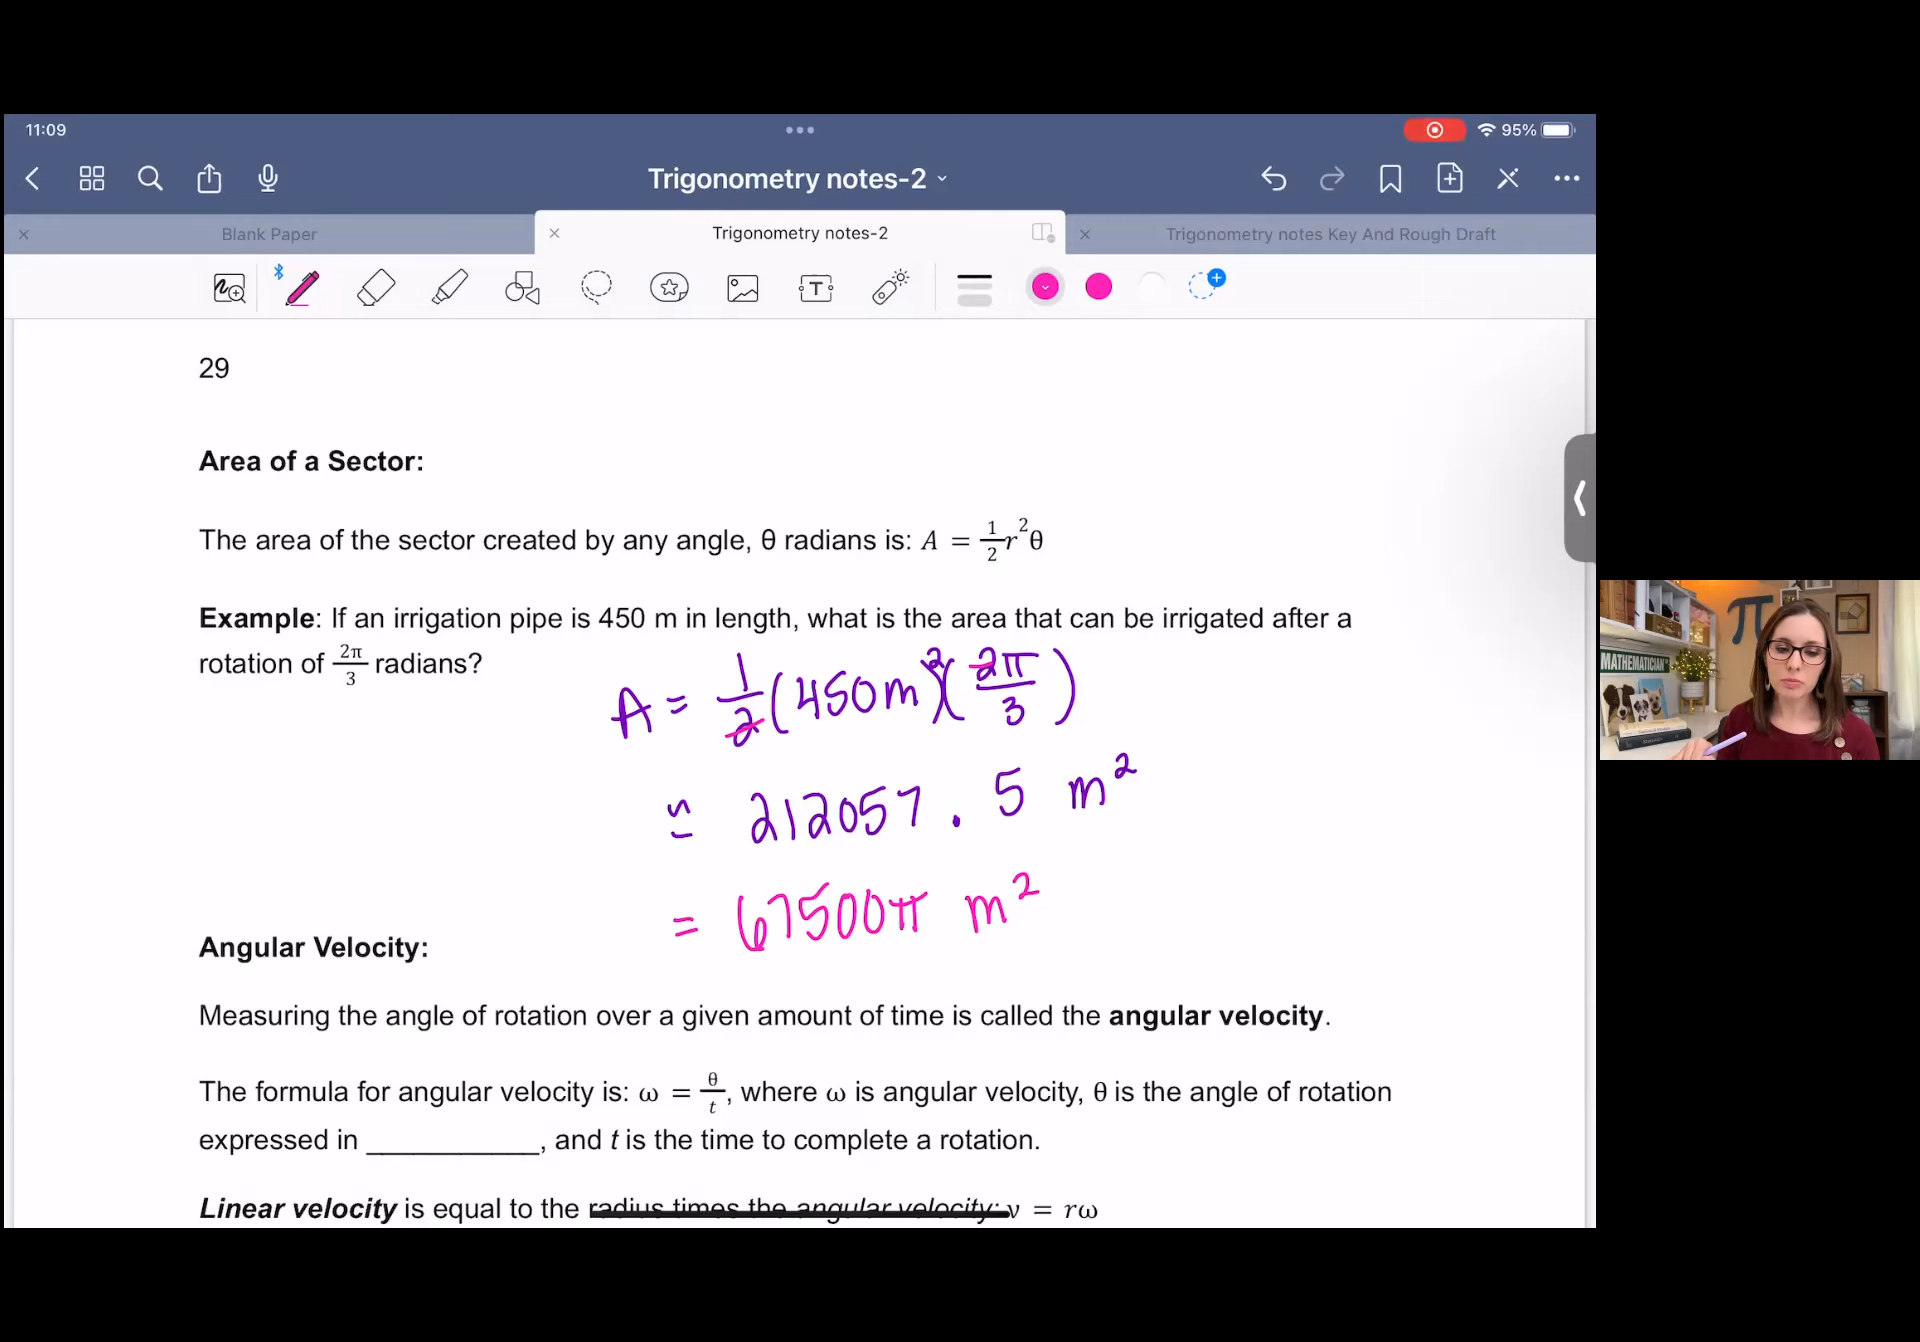 11:09
95%
Trigonometry notes-2
Blank Paper
Trigonometry notes-2
Trigonometry notes Key And Rough Draft
T
29
Area of a Sector:
The area of the sector created by any angle, θ radians is: A = 1/2 r²θ
Example: If an irrigation pipe is 450 m in length, what is the area that can be irrigated after a
rotation of 2π/3 radians?
A = 1/2 (450m)² (2π/3)
≃ 212057.5 m²
= 67500π m²
Angular Velocity:
Measuring the angle of rotation over a given amount of time is called the angular velocity.
The formula for angular velocity is: ω = θ/t, where ω is angular velocity, θ is the angle of rotation
expressed in ___________, and t is the time to complete a rotation.
Linear velocity is equal to the radius times the angular velocity: v = rω
π
MATHEMATICIAN